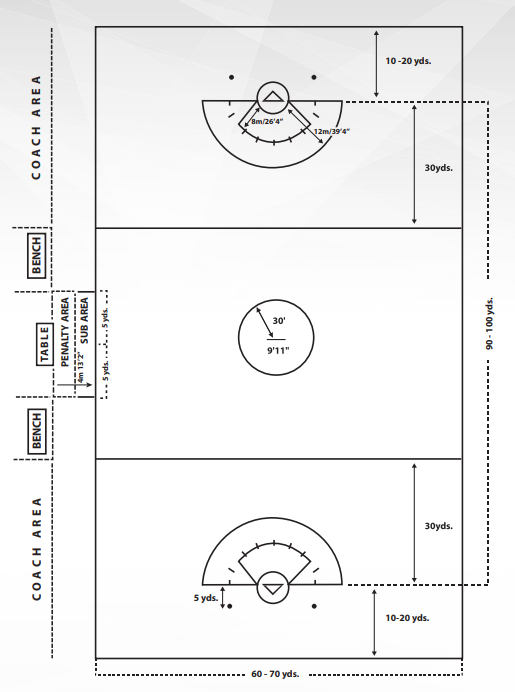 10 -20 yds.
COACH AREA
8m/26'4"
12m/39'4"
30yds.
BENCH
TABLE
PENALTY AREA
SUB AREA
4m 13'2"
5 yds.
5 yds.
30'
9'11"
90 - 100 yds.
BENCH
COACH AREA
30yds.
5 yds.
10-20 yds.
60 - 70 yds.